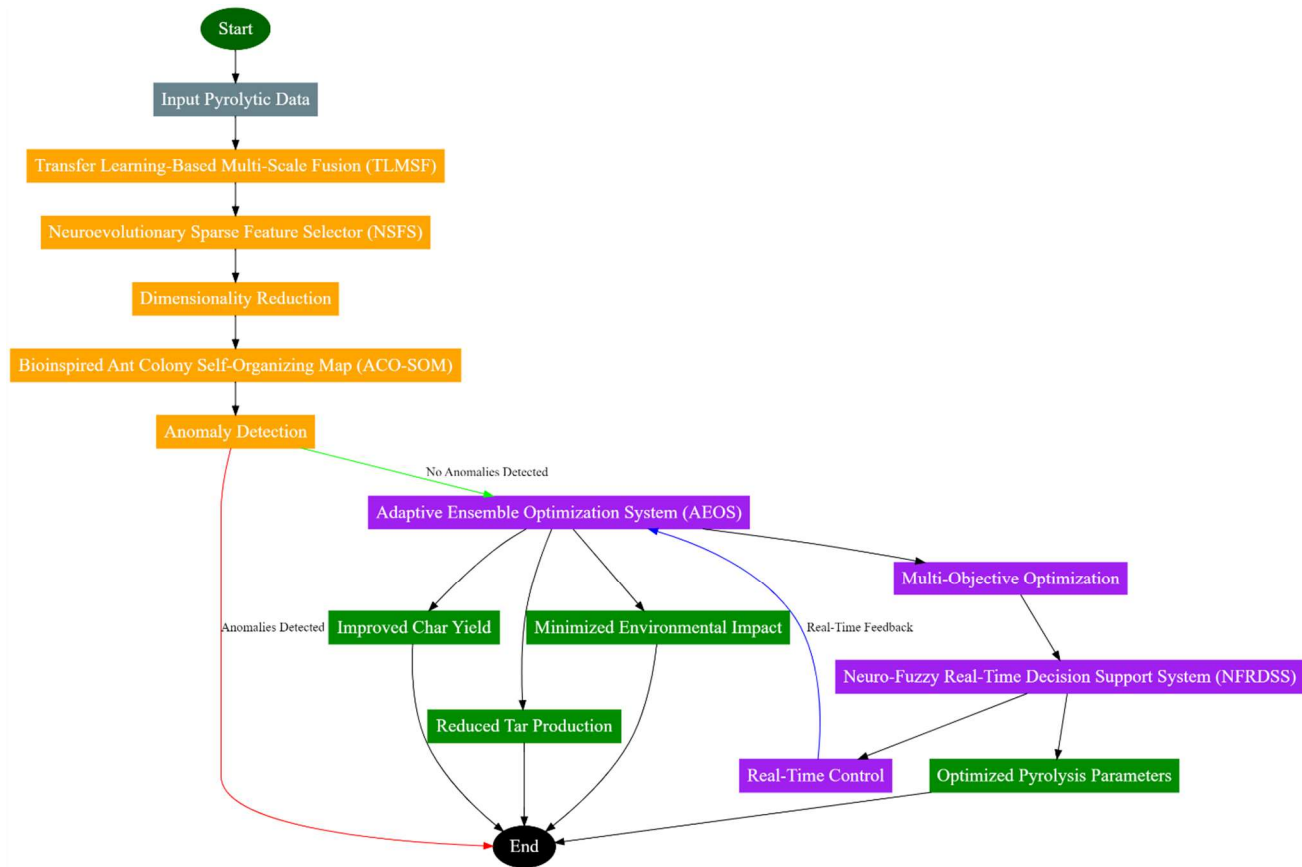 Start
Input Pyrolytic Data
Transfer Learning-Based Multi-Scale Fusion (TLMSF)
Neuroevolutionary Sparse Feature Selector (NSFS)
Dimensionality Reduction
Bioinspired Ant Colony Self-Organizing Map (ACO-SOM)
Anomaly Detection
No Anomalies Detected
Adaptive Ensemble Optimization System (AEOS)
Multi-Objective Optimization
Anomalies Detected
Improved Char Yield
Minimized Environmental Impact
Real-Time Feedback
Neuro-Fuzzy Real-Time Decision Support System (NFRDSS)
Reduced Tar Production
Real-Time Control
Optimized Pyrolysis Parameters
End